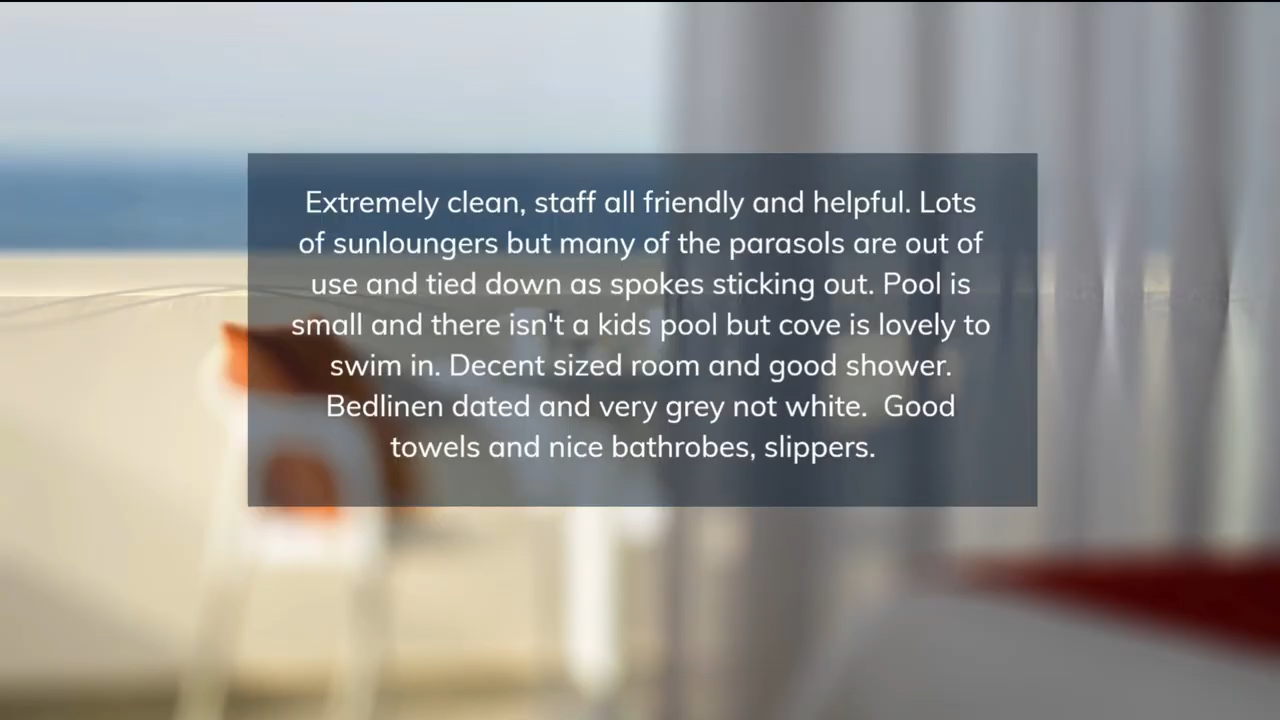 Extremely clean, staff all friendly and helpful. Lots
of sunloungers but many of the parasols are out of
use and tied down as spokes sticking out. Pool is
small and there isn't a kids pool but cove is lovely to
swim in. Decent sized room and good shower.
Bedlinen dated and very grey not white.  Good
towels and nice bathrobes, slippers.